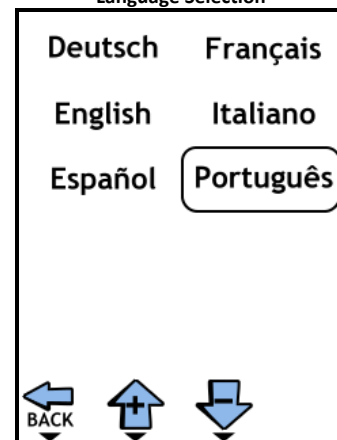 Language Selection
Deutsch Français
English Italiano
Español Português
+ -
BACK